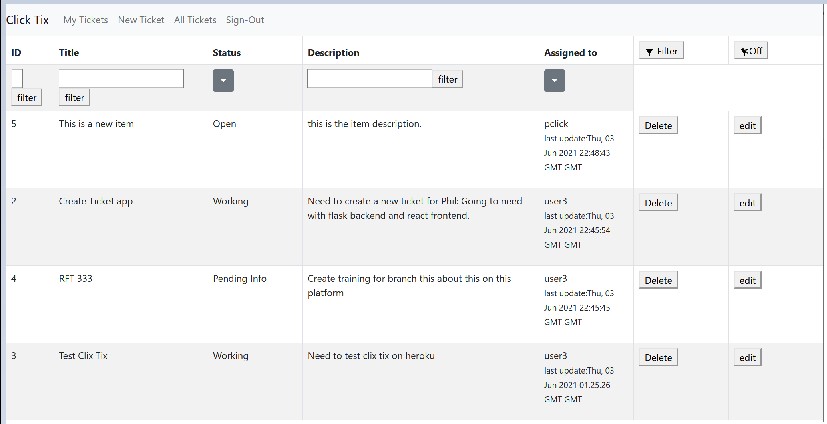 Click Tix My Tickets New Ticket All Tickets Sign-Out
ID Title Status Description Assigned to Filter Off
filter
filter filter
5 This is a new item Open this is the item description. pclick Delete edit
last update:Thu, 03
Jun 2021 22:48:43
GMT GMT
2 Create Ticket app Working Need to create a new ticket for Phil: Going to need user3 Delete edit
with flask backend and react frontend. last update:Thu, 03
Jun 2021 22:45:54
GMT GMT
4 RFT 333 Pending Info Create training for branch this about this on this user3 Delete edit
platform last update:Thu, 03
Jun 2021 22:45:45
GMT GMT
3 Test Clix Tix Working Need to test clix tix on heroku user3 Delete edit
last update:Thu, 03
Jun 2021 01:25:26
GMT GMT